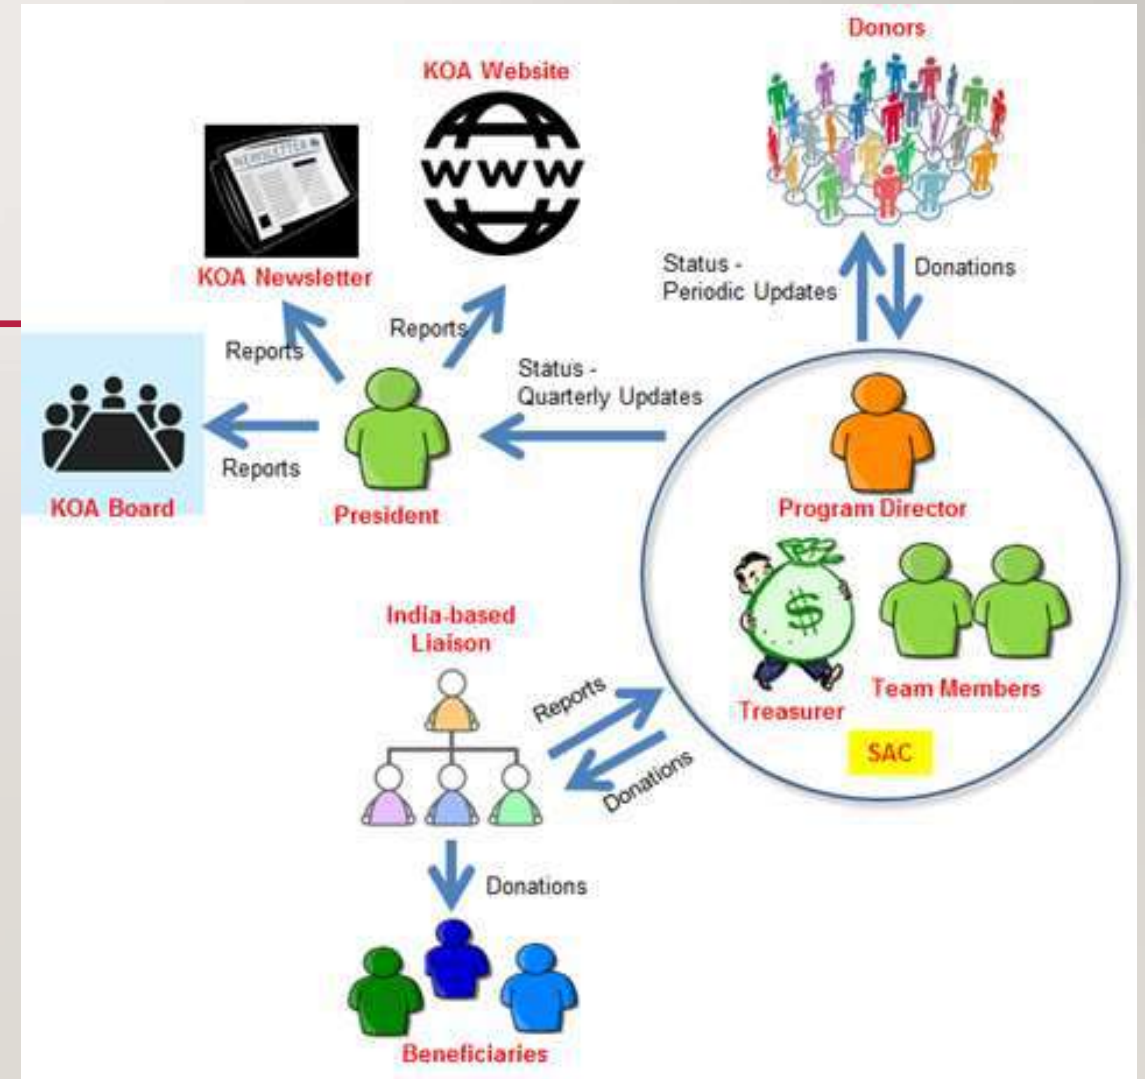 Donors
KOA Website
NEWSLETTER
www
KOA Newsletter
Status -
Periodic Updates
Donations
Reports
Reports
Status -
Quarterly Updates
Reports
KOA Board
President
Program Director
India-based
Liaison
$
Reports
Team Members
Treasurer
SAC
Donations
Donations
Beneficiaries